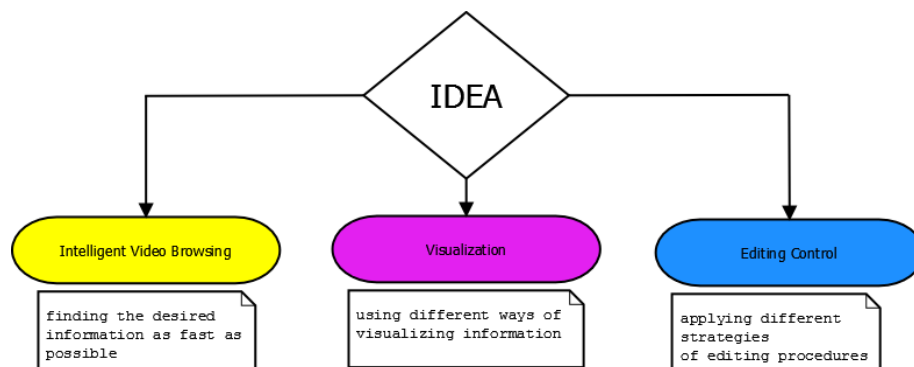 IDEA
Intelligent Video Browsing
Visualization
Editing Control
finding the desired
information as fast as
possible
using different ways of
visualizing information
applying different
strategies
of editing procedures